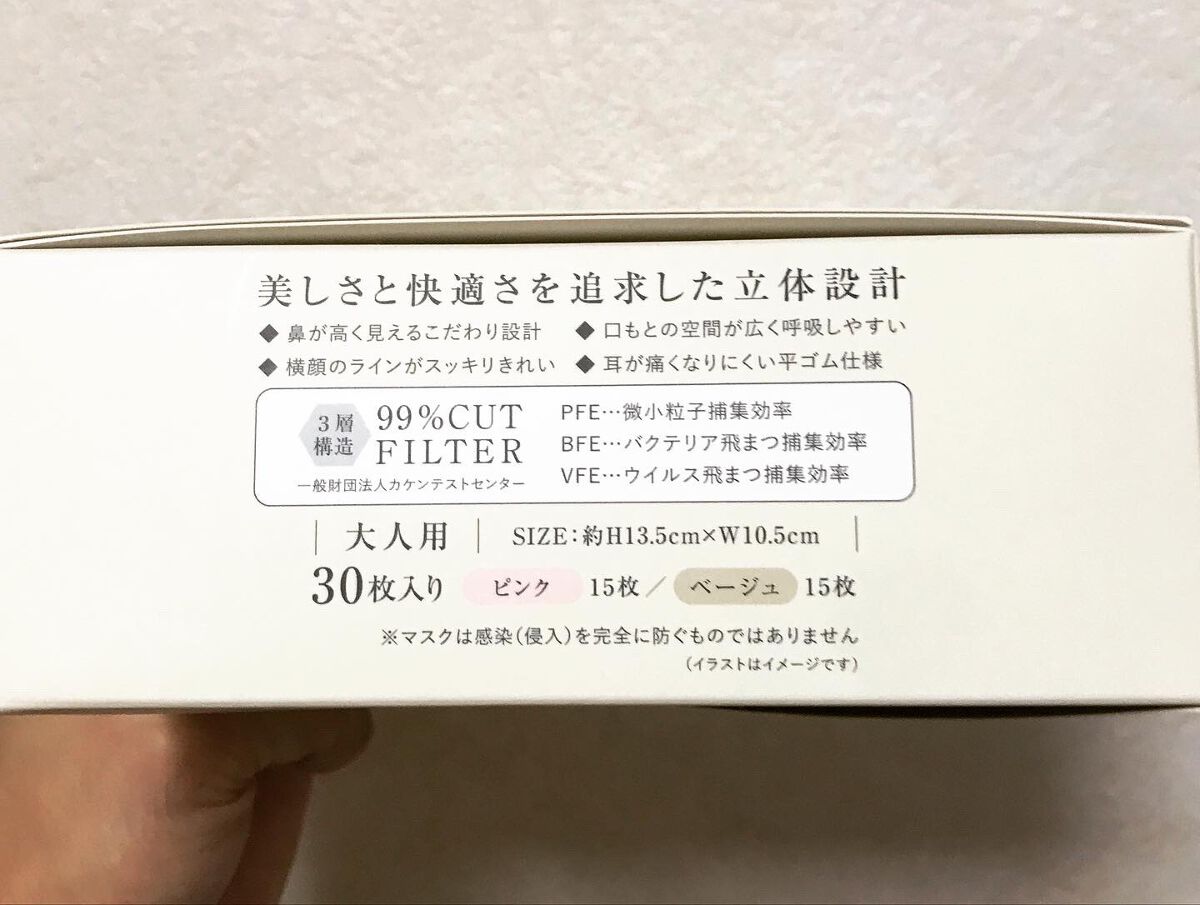 美しさと快適さを追求した立体設計
◆ 鼻が高く見えるこだわり設計 ◆ 口もとの空間が広く呼吸しやすい
◆ 横顔のラインがスッキリきれい ◆ 耳が痛くなりにくい平ゴム仕様
3層構造
99%CUT
FILTER
一般財団法人カケンテストセンター
PFE…微小粒子捕集効率
BFE…バクテリア飛まつ捕集効率
VFE…ウイルス飛まつ捕集効率
大人用 SIZE:約H13.5cm×W10.5cm
30枚入り ピンク 15枚/ベージュ 15枚
※マスクは感染(侵入)を完全に防ぐものではありません
(イラストはイメージです)